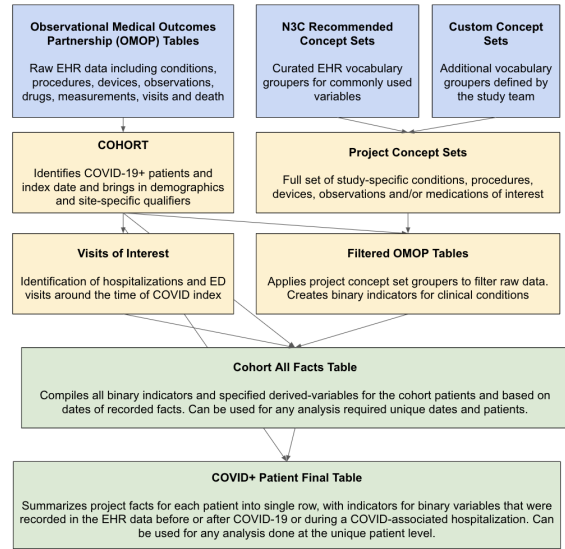 Observational Medical Outcomes
Partnership (OMOP) Tables
Raw EHR data including conditions,
procedures, devices, observations,
drugs, measurements, visits and death
N3C Recommended
Concept Sets
Curated EHR vocabulary
groupers for commonly used
variables
Custom Concept
Sets
Additional vocabulary
groupers defined by
the study team
COHORT
Identifies COVID-19+ patients and
index date and brings in demographics
and site-specific qualifiers
Project Concept Sets
Full set of study-specific conditions, procedures,
devices, observations and/or medications of interest
Visits of Interest
Identification of hospitalizations and ED
visits around the time of COVID index
Filtered OMOP Tables
Applies project concept set groupers to filter raw data.
Creates binary indicators for clinical conditions
Cohort All Facts Table
Compiles all binary indicators and specified derived-variables for the cohort patients and based on
dates of recorded facts. Can be used for any analysis required unique dates and patients.
COVID+ Patient Final Table
Summarizes project facts for each patient into single row, with indicators for binary variables that were
recorded in the EHR data before or after COVID-19 or during a COVID-associated hospitalization. Can
be used for any analysis done at the unique patient level.